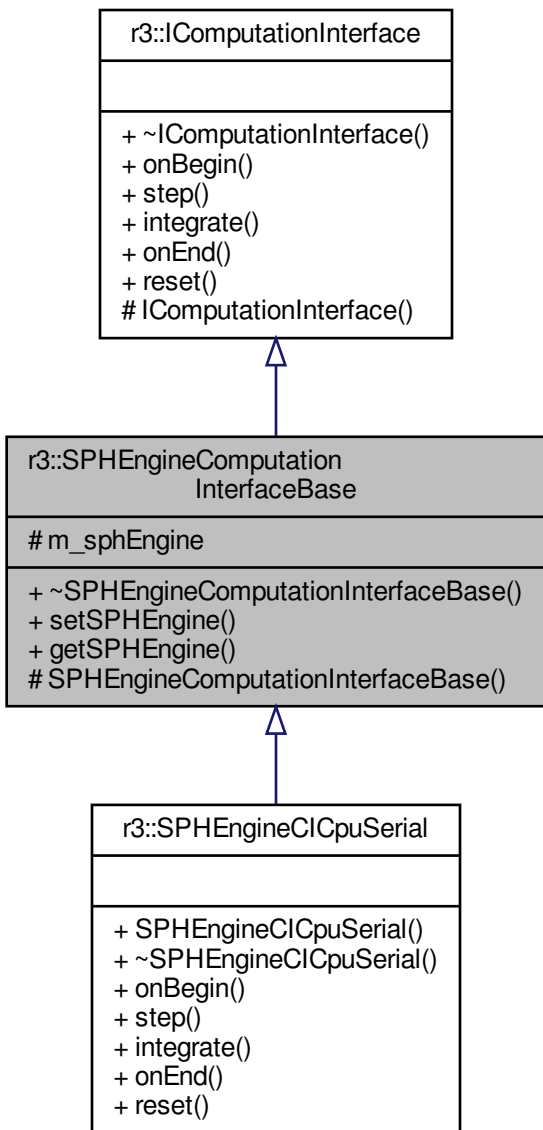 r3::IComputationInterface
+ ~IComputationInterface()
+ onBegin()
+ step()
+ integrate()
+ onEnd()
+ reset()
# IComputationInterface()
r3::SPHEngineComputation
InterfaceBase
# m_sphEngine
+ ~SPHEngineComputationInterfaceBase()
+ setSPHEngine()
+ getSPHEngine()
# SPHEngineComputationInterfaceBase()
r3::SPHEngineCICpuSerial
+ SPHEngineCICpuSerial()
+ ~SPHEngineCICpuSerial()
+ onBegin()
+ step()
+ integrate()
+ onEnd()
+ reset()